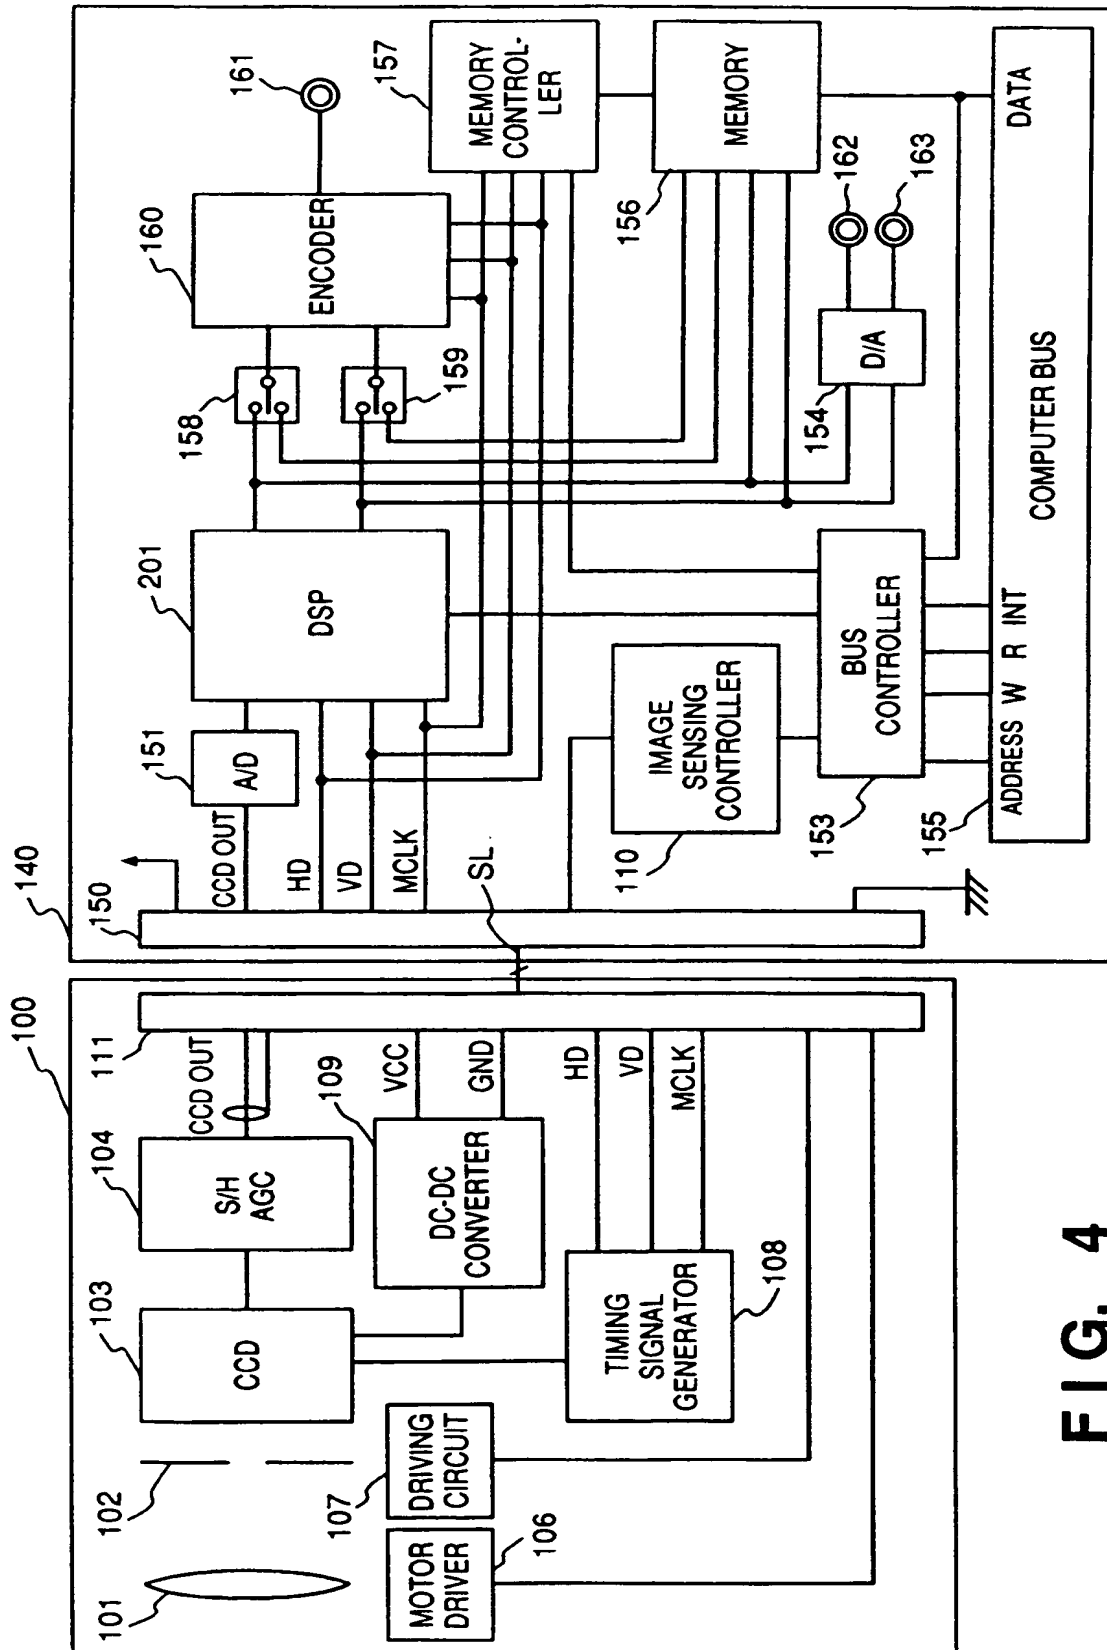 100
101
102
103
CCD
104
S/H
AGC
CCD OUT
111
MOTOR
DRIVER
106
107
DRIVING
CIRCUIT
109
DC-DC
CONVERTER
VCC
GND
TIMING
SIGNAL
GENERATOR
108
HD
VD
MCLK
SL
140
150
CCD OUT
HD
VD
MCLK
151
A/D
201
DSP
158
159
160
ENCODER
161
110
IMAGE
SENSING
CONTROLLER
153
BUS
CONTROLLER
154
D/A
162
163
156
MEMORY
157
MEMORY
CONTROL-
LER
155
ADDRESS W R INT
DATA
COMPUTER BUS
FIG. 4